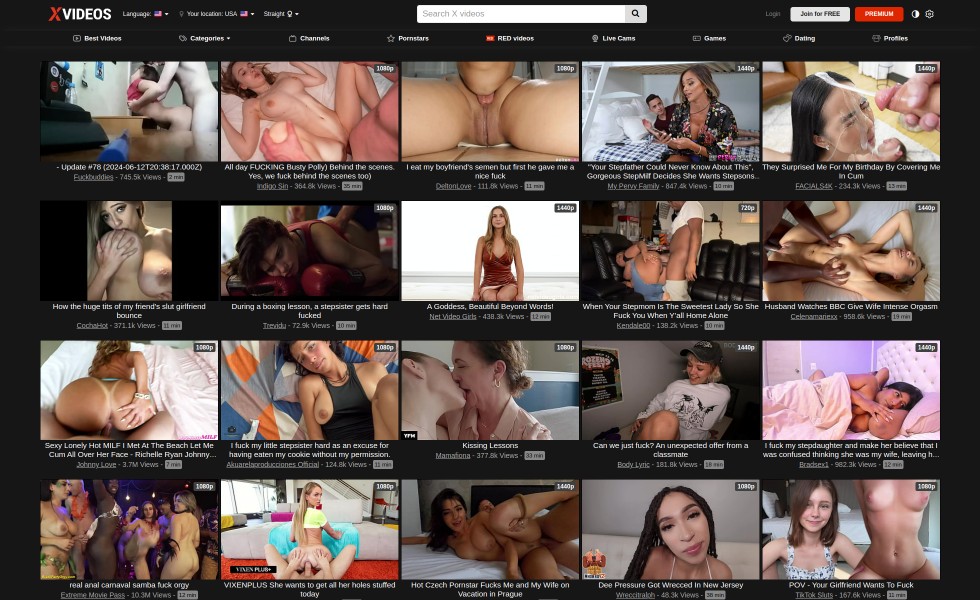 XVIDEOS
Language:
Your location: USA
Straight
Search X videos
Login
Join for FREE
PREMIUM
Best Videos
Categories
Channels
Pornstars
RED videos
Live Cams
Games
Dating
Profiles
1080p
1080p
1440p
1440p
- Update #78 (2024-06-12T20:38:17.000Z)
Fuckbuddies - 745.5k Views - 2 min
All day FUCKING Busty Polly) Behind the scenes.
Yes, we fuck behind the scenes too)
Indigo Sin - 364.8k Views - 35 min
I eat my boyfriend's semen but first he gave me a
nice fuck
DeltonLove - 111.8k Views - 11 min
"Your Stepfather Could Never Know About This",
Gorgeous StepMilf Decides She Wants Stepsons...
My Pervy Family - 847.4k Views - 10 min
They Surprised Me For My Birthday By Covering Me
In Cum
FACIALS4K - 234.3k Views - 13 min
1080p
1440p
720p
1440p
How the huge tits of my friend's slut girlfriend
bounce
CochaHot - 371.1k Views - 11 min
During a boxing lesson, a stepsister gets hard
fucked
Trevidu - 72.9k Views - 10 min
A Goddess, Beautiful Beyond Words!
Net Video Girls - 438.3k Views - 12 min
When Your Stepmom Is The Sweetest Lady So She
Fuck You When Y'all Home Alone
Kendale00 - 138.2k Views - 10 min
Husband Watches BBC Give Wife Intense Orgasm
Celenamariexx - 958.6k Views - 19 min
1080p
1080p
1080p
1440p
1440p
YFM
Sexy Lonely Hot MILF I Met At The Beach Let Me
Cum All Over Her Face - Richelle Ryan Johnny...
Johnny Love - 3.7M Views - 7 min
I fuck my little stepsister hard as an excuse for
having eaten my cookie without my permission.
Akuarelaproducciones Official - 124.8k Views - 11 min
Kissing Lessons
Mamafiona - 377.8k Views - 33 min
Can we just fuck? An unexpected offer from a
classmate
Body Lyric - 181.8k Views - 18 min
I fuck my stepdaughter and make her believe that I
was confused thinking she was my wife, leaving h...
Bradsex1 - 982.3k Views - 12 min
1080p
1080p
1440p
1080p
1080p
VIXEN PLUS+
real anal carnaval samba fuck orgy
Extreme Movie Pass - 10.3M Views - 12 min
VIXENPLUS She wants to get all her holes stuffed
today
Hot Czech Pornstar Fucks Me and My Wife on
Vacation in Prague
Dee Pressure Got Wrecced In New Jersey
Wreccitralph - 48.3k Views - 36 min
POV - Your Girlfriend Wants To Fuck
TikTok Sluts - 167.6k Views - 11 min